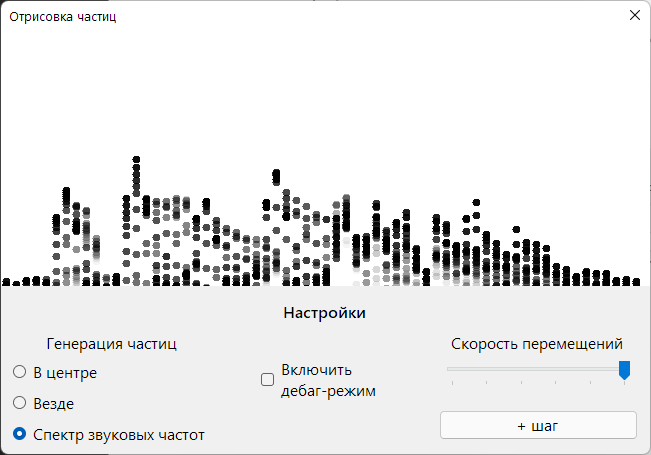 Отрисовка частиц
Настройки
Генерация частиц
В центре
Везде
Спектр звуковых частот
Включить
дебаг-режим
Скорость перемещений
+ шаг